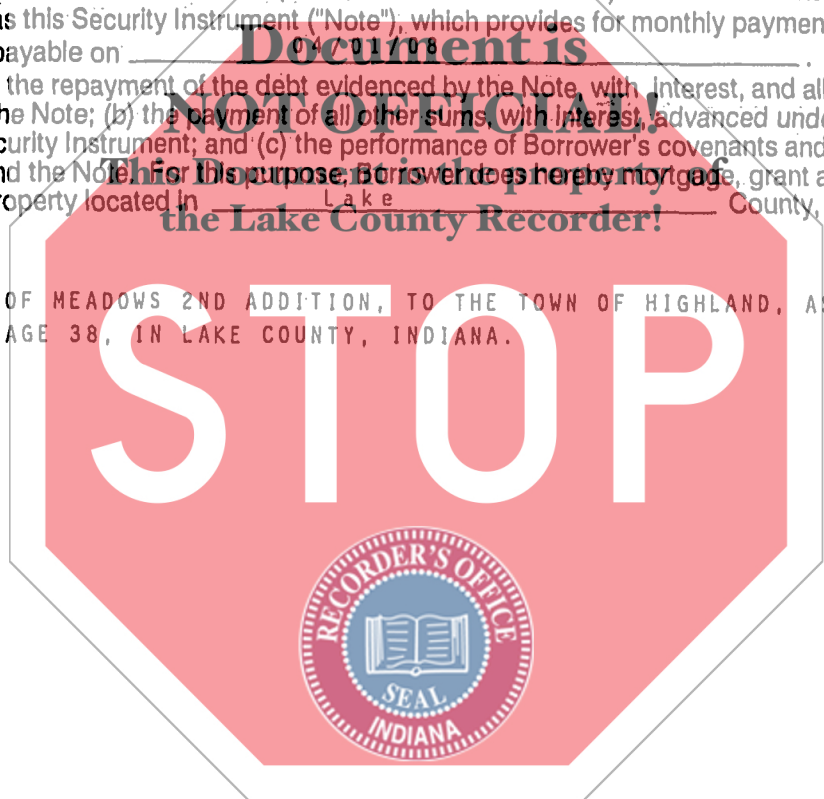 s this Security Instrument ("Note"), which provides for monthly paymen
payable on 04/01/08 .
Document is
the repayment of the debt evidenced by the Note, with interest, and all
he Note; (b) the payment of all other sums, with interest, advanced und
NOT OFFICIAL!
curity Instrument; and (c) the performance of Borrower's covenants and
nd the Note. For this purpose, Borrower does hereby mortgage, grant a
This Document is the property of
operty located in Lake County,
the Lake County Recorder!
OF MEADOWS 2ND ADDITION, TO THE TOWN OF HIGHLAND, AS
AGE 38, IN LAKE COUNTY, INDIANA.
STOP
RECORDER'S OFFICE
SEAL
INDIANA